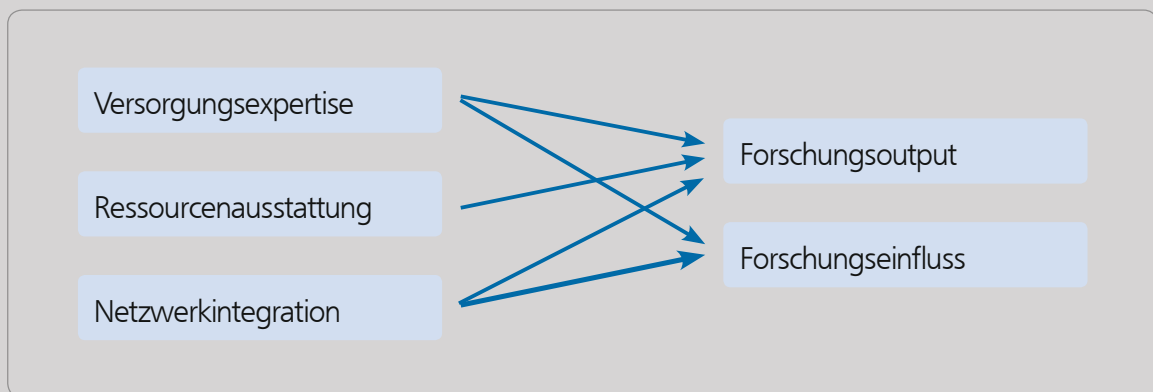 Versorgungsexpertise
Ressourcenausstattung
Netzwerkintegration
Forschungsoutput
Forschungseinfluss